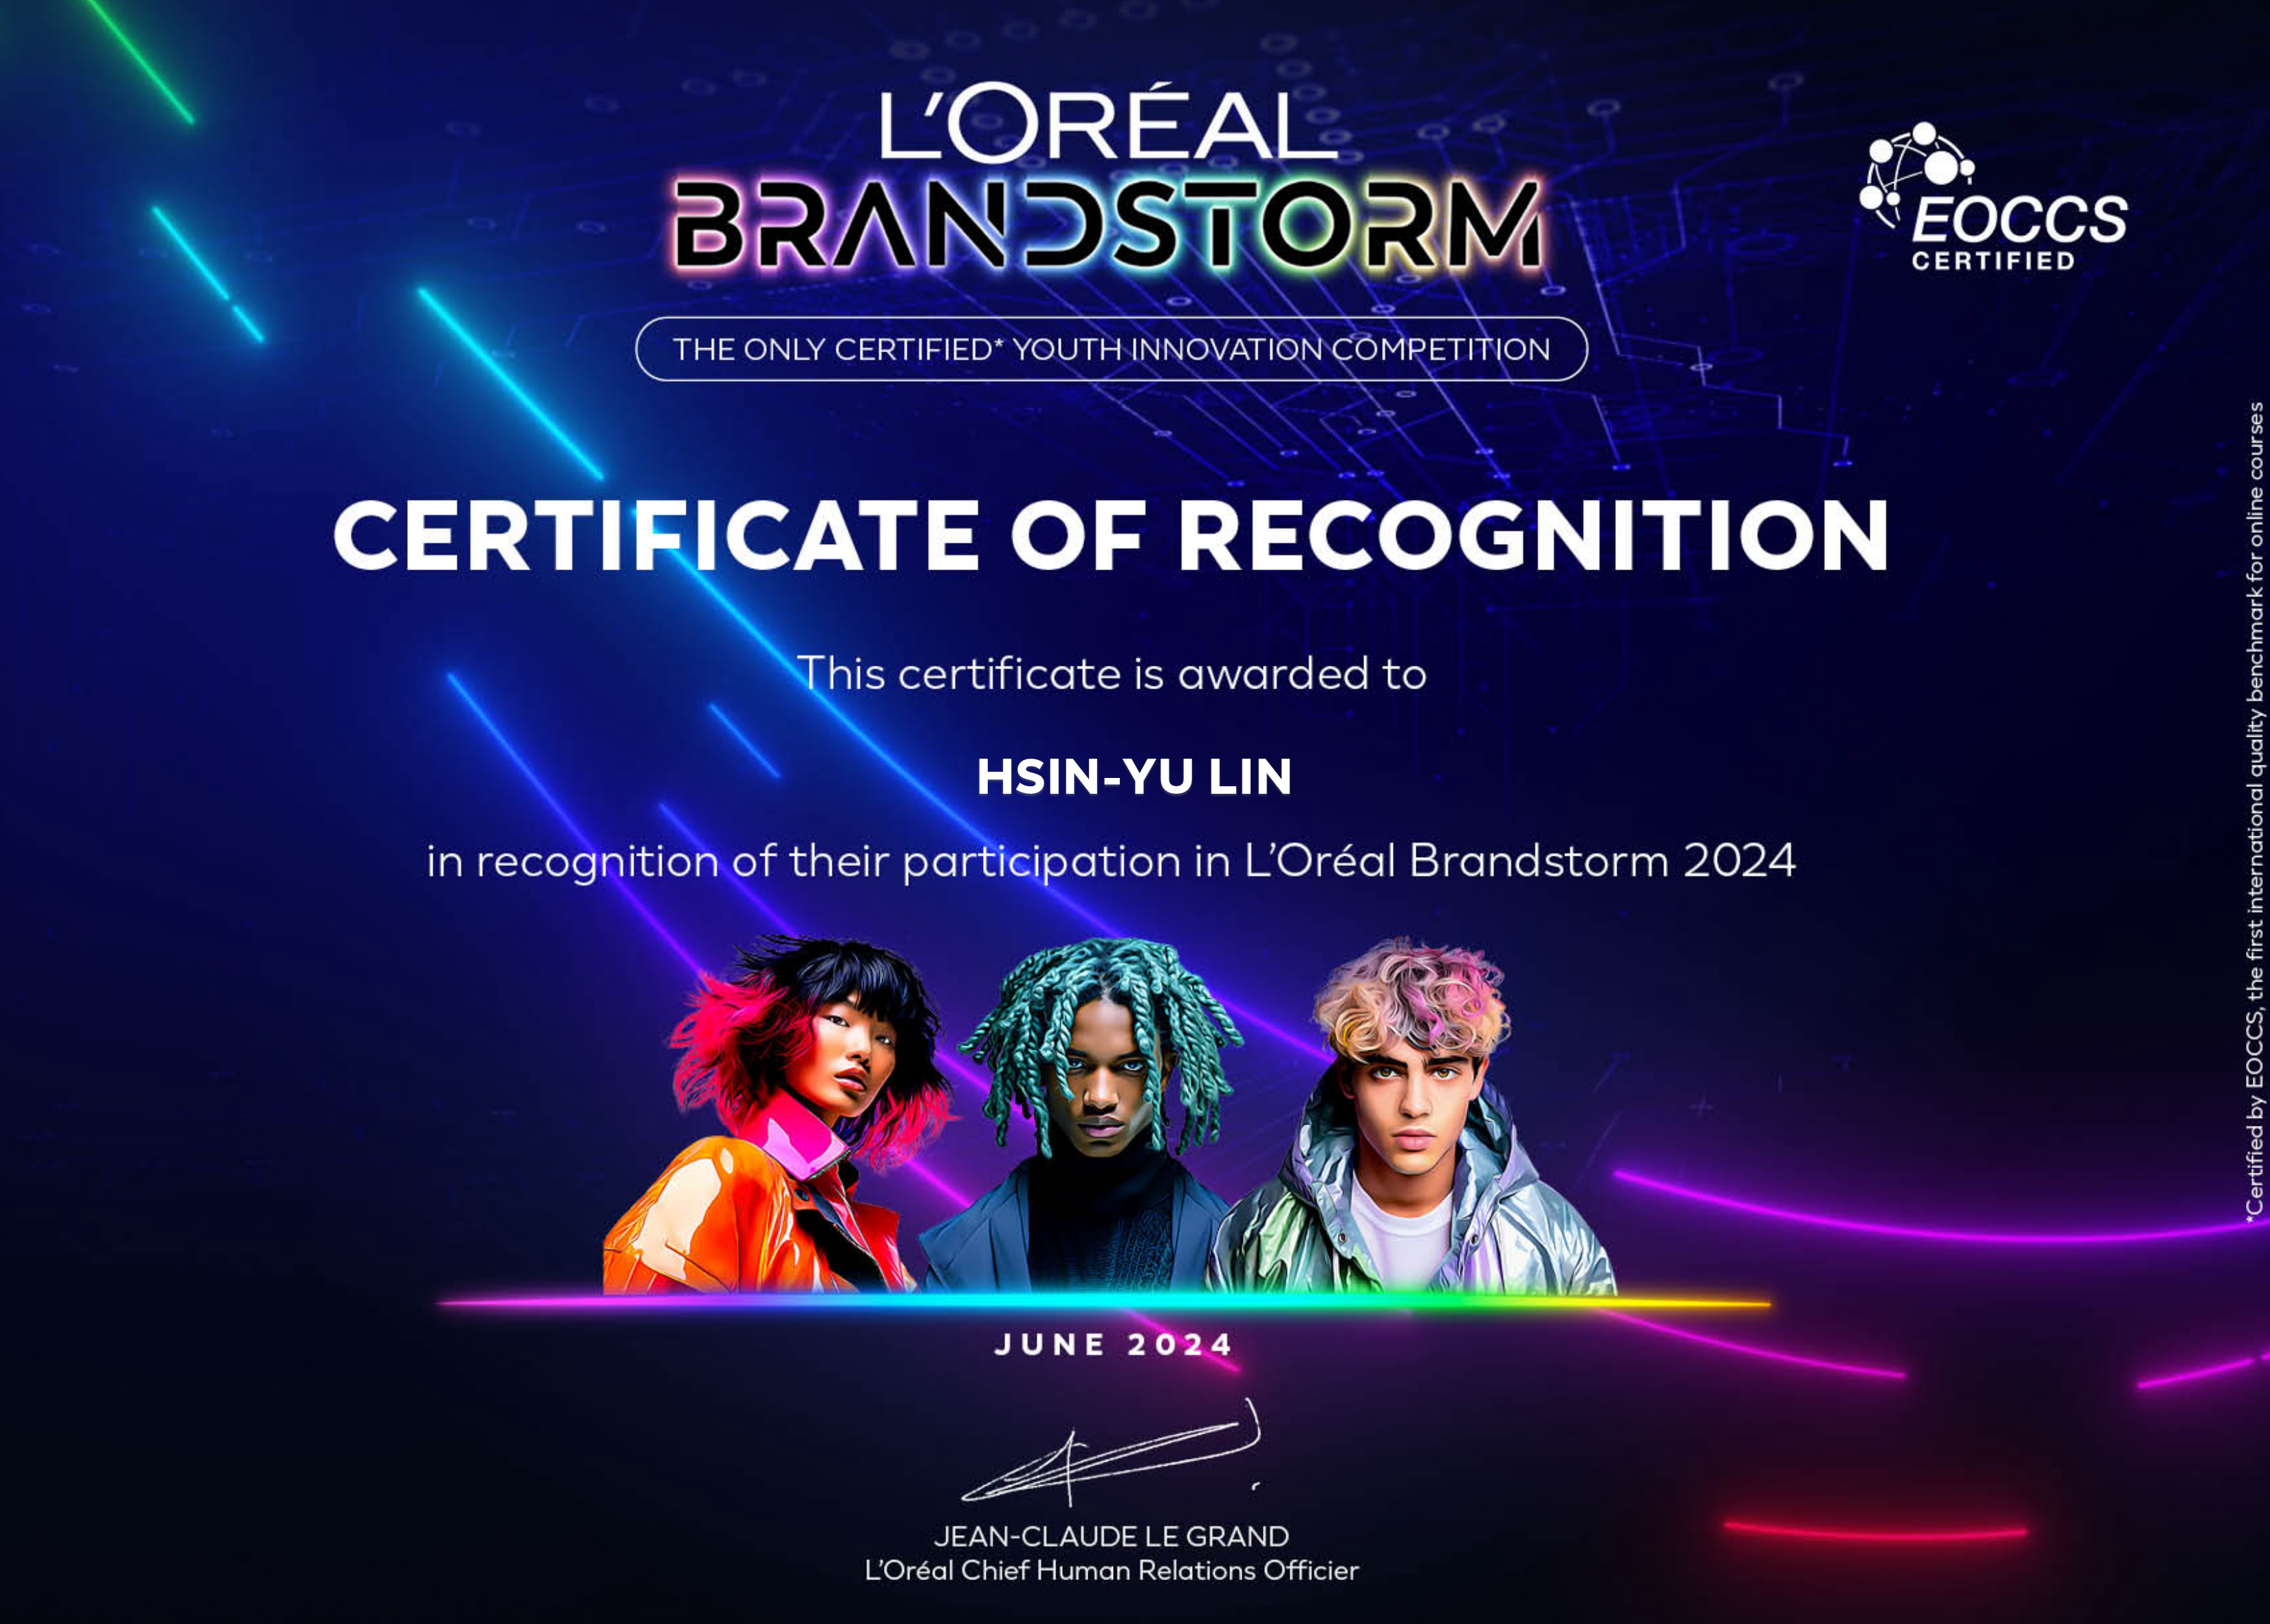 L'ORÉAL
BRANDSTORM
EOCCS
CERTIFIED
THE ONLY CERTIFIED* YOUTH INNOVATION COMPETITION
CERTIFICATE OF RECOGNITION
This certificate is awarded to
HSIN-YU LIN
in recognition of their participation in L'Oréal Brandstorm 2024
JUNE 2024
JEAN-CLAUDE LE GRAND
L'Oréal Chief Human Relations Officier
*Certified by EOCCS, the first international quality benchmark for online courses